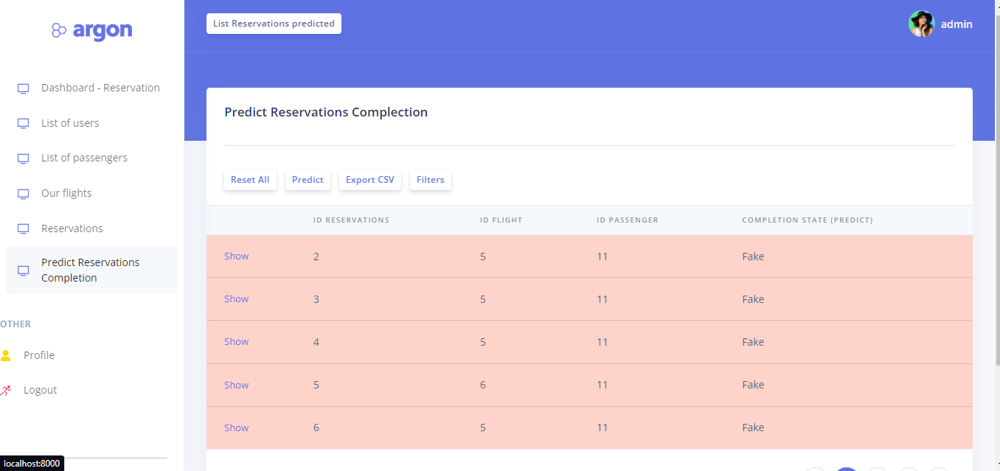 argon
Dashboard - Reservation
List of users
List of passengers
Our flights
Reservations
Predict Reservations
Completion
OTHER
Profile
Logout
localhost:8000
List Reservations predicted
admin
Predict Reservations Complection
Reset All Predict Export CSV Filters
ID RESERVATIONS ID FLIGHT ID PASSENGER COMPLETION STATE (PREDICT)
Show 2 5 11 Fake
Show 3 5 11 Fake
Show 4 5 11 Fake
Show 5 6 11 Fake
Show 6 5 11 Fake